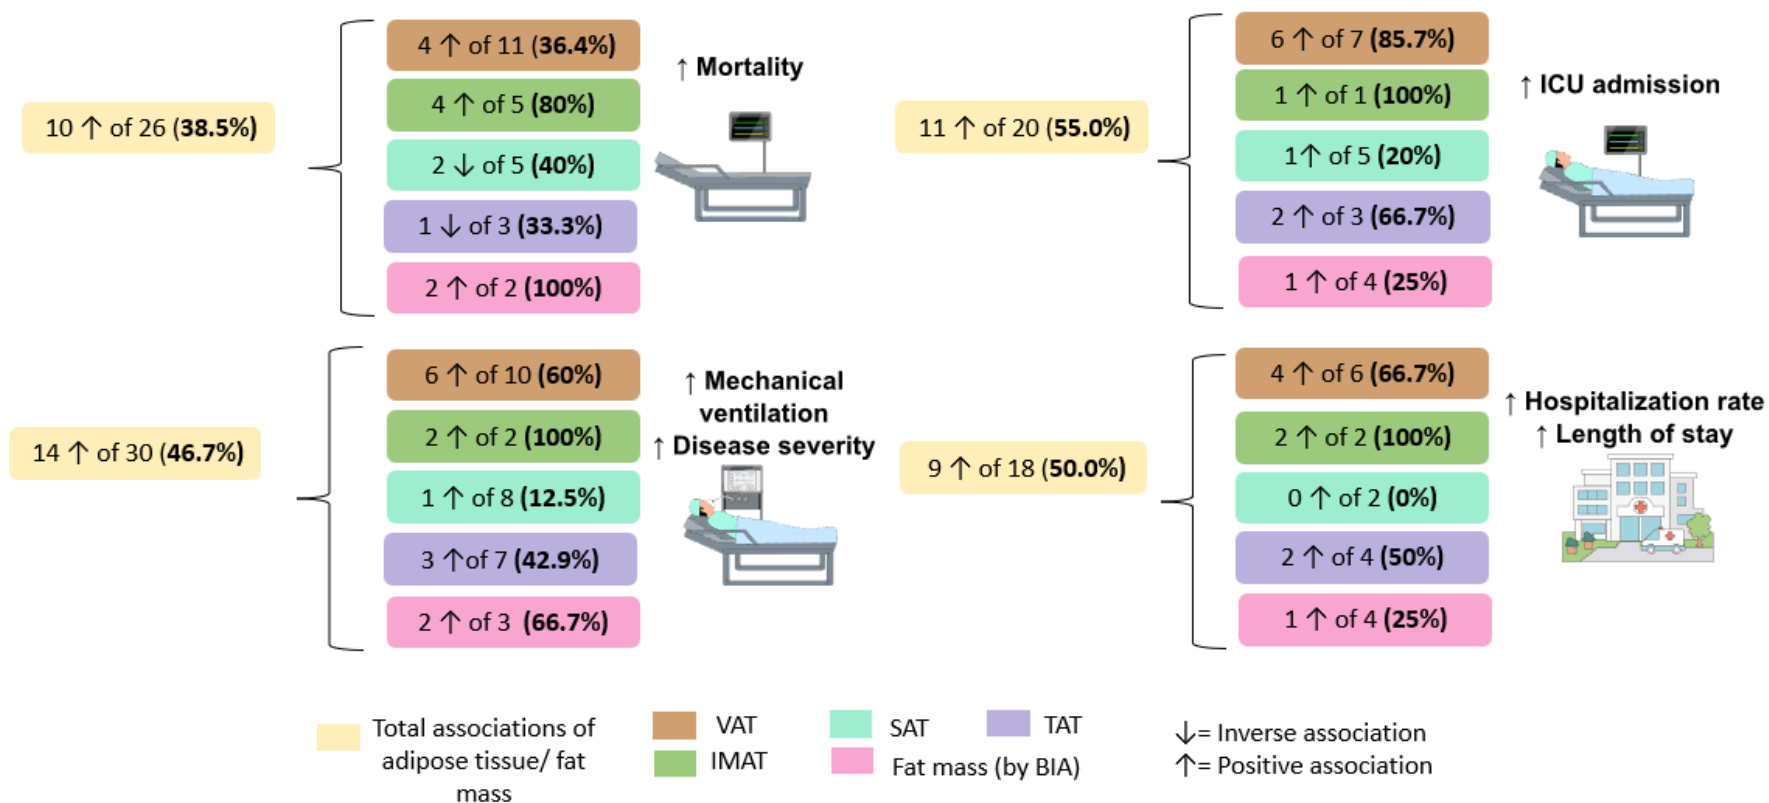 10 ↑ of 26 (38.5%)
4 ↑ of 11 (36.4%)
4 ↑ of 5 (80%)
2 ↓ of 5 (40%)
1 ↓ of 3 (33.3%)
2 ↑ of 2 (100%)
↑ Mortality
11 ↑ of 20 (55.0%)
6 ↑ of 7 (85.7%)
1 ↑ of 1 (100%)
1↑ of 5 (20%)
2 ↑ of 3 (66.7%)
1 ↑ of 4 (25%)
↑ ICU admission
14 ↑ of 30 (46.7%)
6 ↑ of 10 (60%)
2 ↑ of 2 (100%)
1 ↑ of 8 (12.5%)
3 ↑of 7 (42.9%)
2 ↑ of 3 (66.7%)
↑ Mechanical
ventilation
↑ Disease severity
9 ↑ of 18 (50.0%)
4 ↑ of 6 (66.7%)
2 ↑ of 2 (100%)
0 ↑ of 2 (0%)
2 ↑ of 4 (50%)
1 ↑ of 4 (25%)
↑ Hospitalization rate
↑ Length of stay
Total associations of
adipose tissue/ fat
mass
VAT
IMAT
SAT
TAT
Fat mass (by BIA)
↓= Inverse association
↑= Positive association